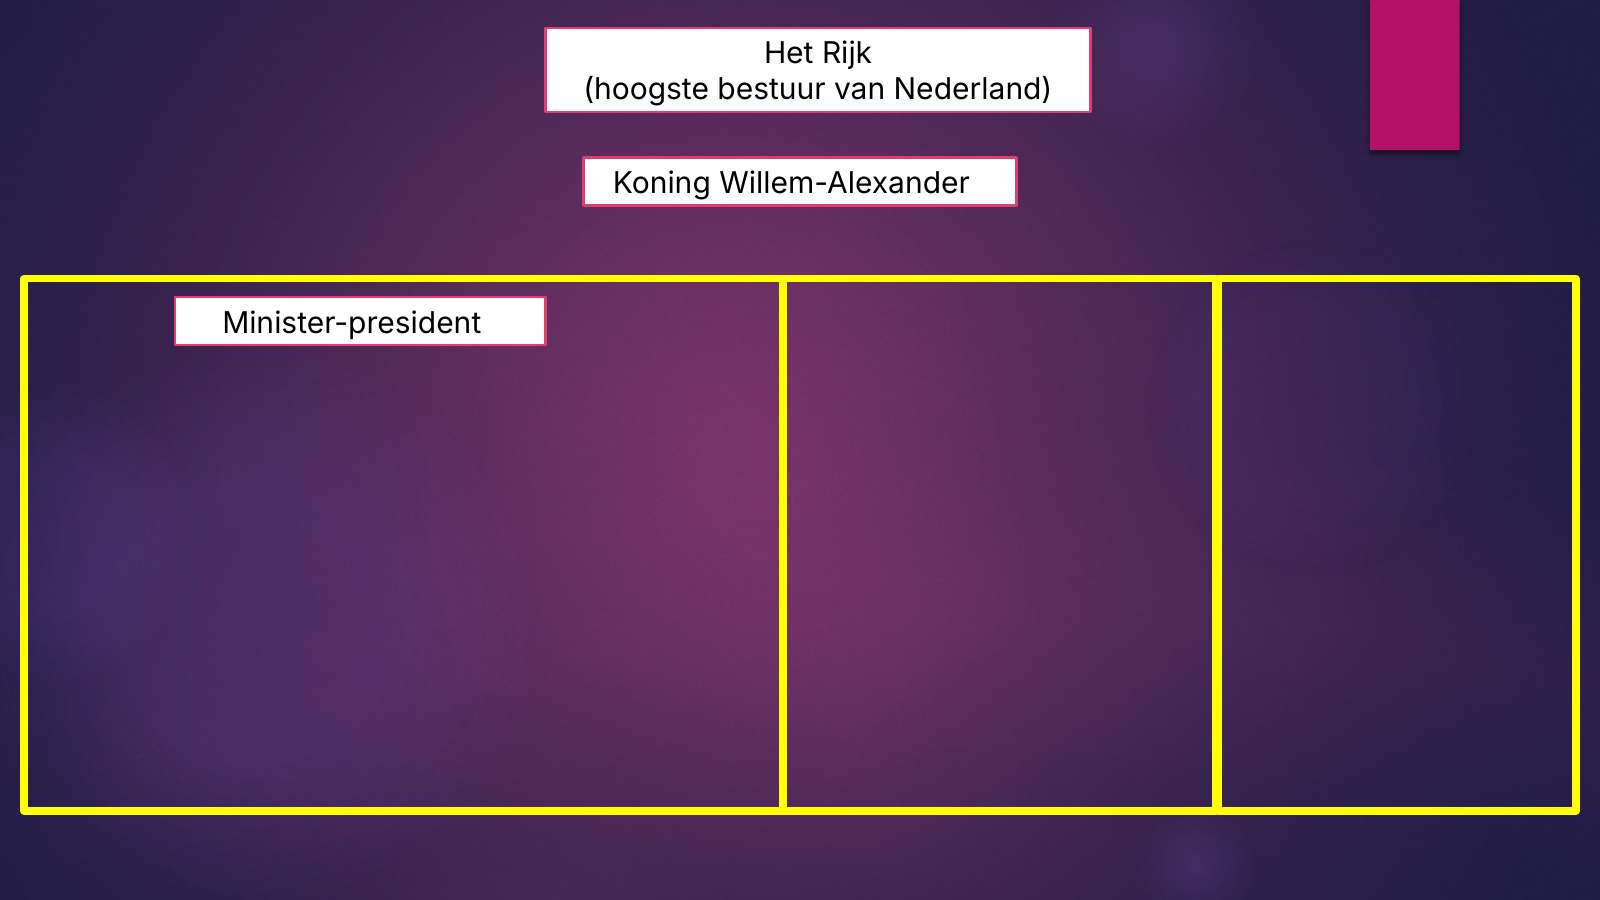 Het Rijk
(hoogste bestuur van Nederland)
Koning Willem-Alexander
Minister-president